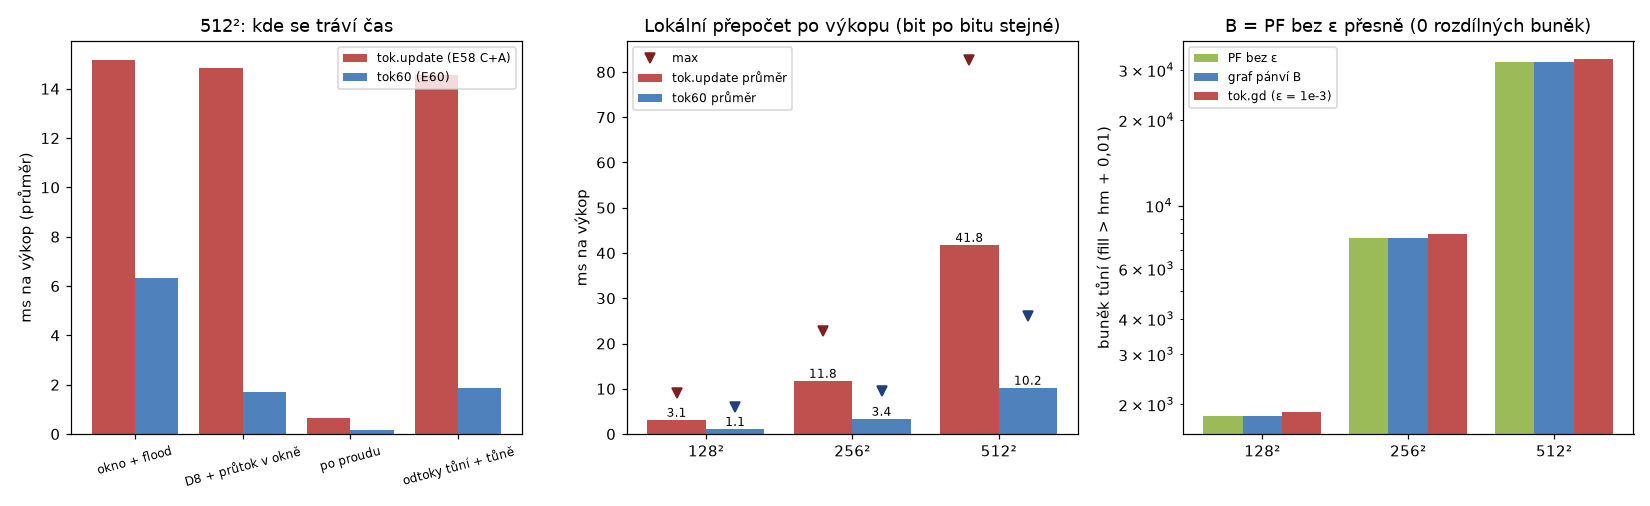 512²: kde se tráví čas
tok.update (E58 C+A)
tok60 (E60)
ms na výkop (průměr)
14
12
10
8
6
4
2
0
okno + flood
D8 + průtok v okně
po proudu
odtoky tůní + tůně
Lokální přepočet po výkopu (bit po bitu stejné)
max
tok.update průměr
tok60 průměr
ms na výkop
80
70
60
50
40
30
20
10
0
3.1
1.1
11.8
3.4
41.8
10.2
128²
256²
512²
B = PF bez ε přesně (0 rozdílných buněk)
PF bez ε
graf pánví B
tok.gd (ε = 1e-3)
buněk tůní (fill > hm + 0,01)
3 × 10⁴
2 × 10⁴
10⁴
6 × 10³
4 × 10³
3 × 10³
2 × 10³
128²
256²
512²